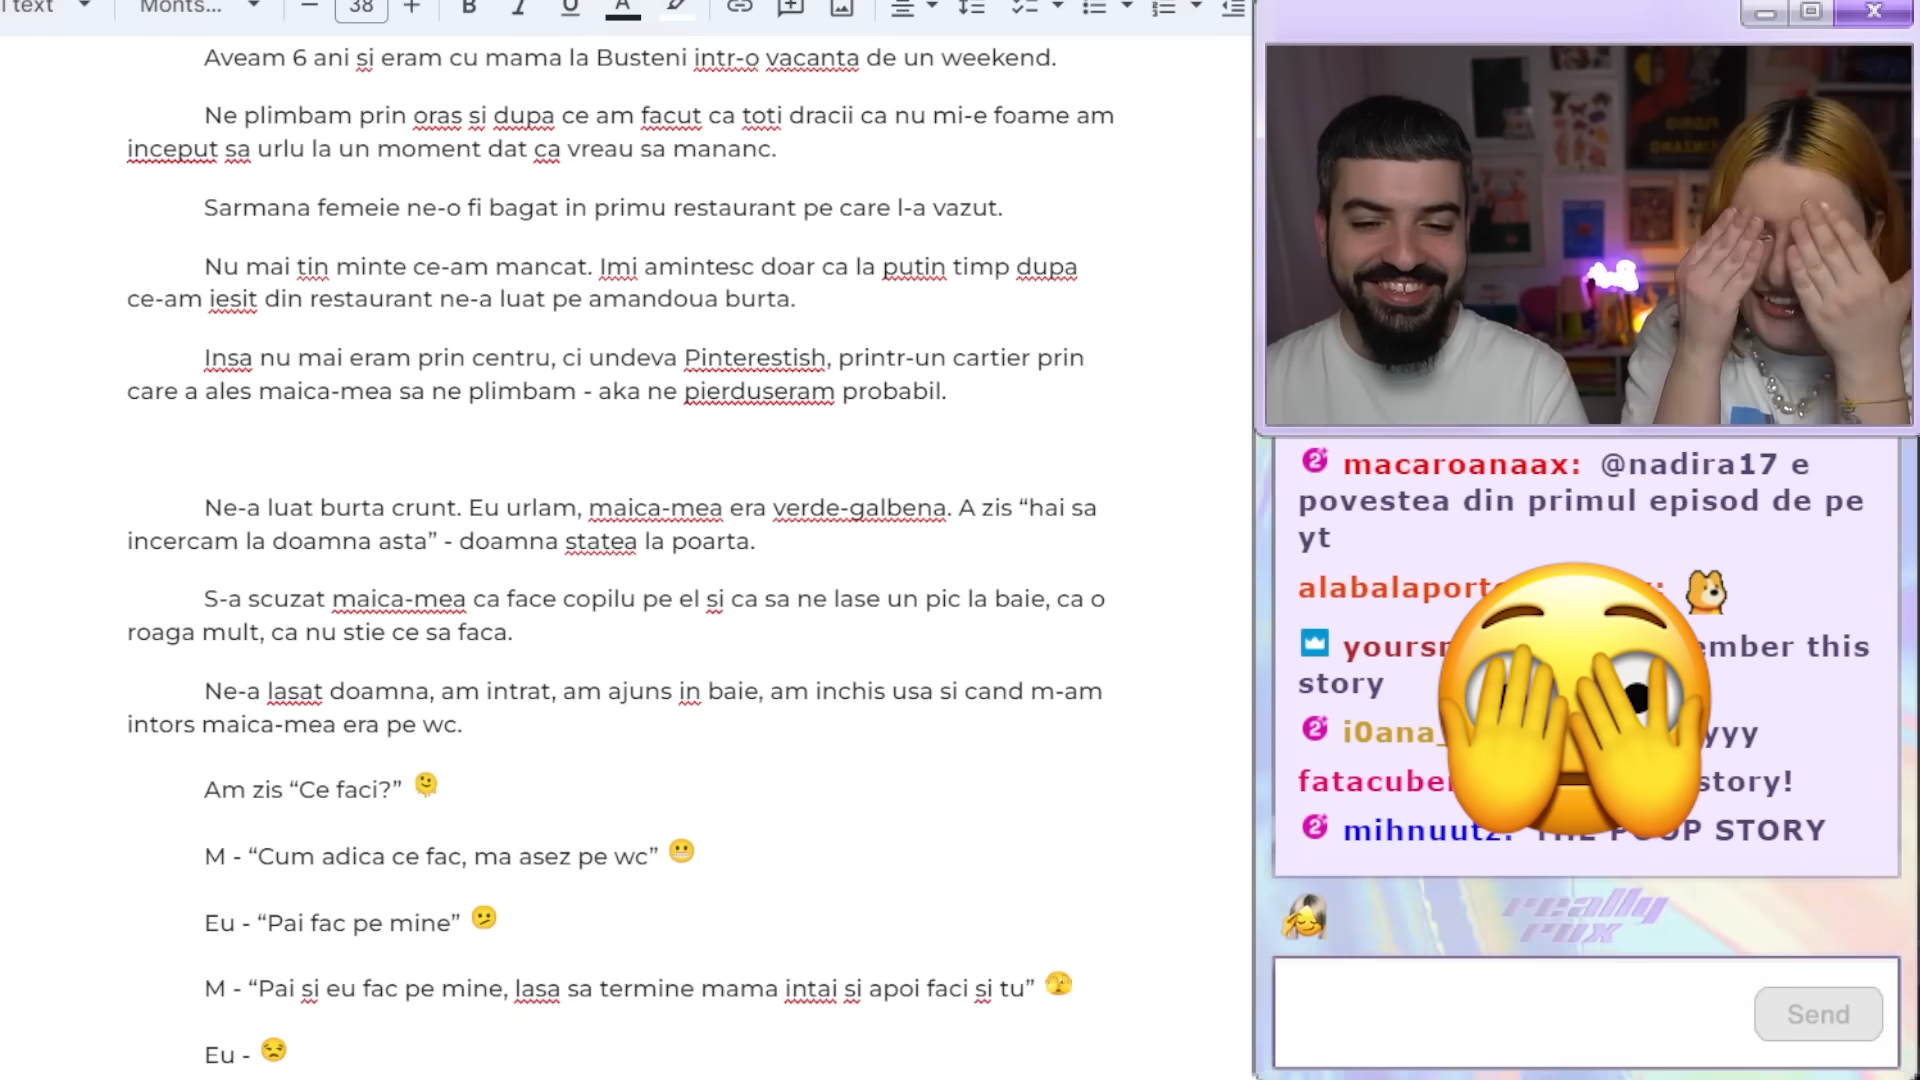 text
Monts...
38
B I U A
Aveam 6 ani si eram cu mama la Busteni intr-o vacanta de un weekend.
Ne plimbam prin oras si dupa ce am facut ca toti dracii ca nu mi-e foame am
inceput sa urlu la un moment dat ca vreau sa mananc.
Sarmana femeie ne-o fi bagat in primu restaurant pe care l-a vazut.
Nu mai tin minte ce-am mancat. Imi amintesc doar ca la putin timp dupa
ce-am iesit din restaurant ne-a luat pe amandoua burta.
Insa nu mai eram prin centru, ci undeva Pinterestish, printr-un cartier prin
care a ales maica-mea sa ne plimbam - aka ne pierduseram probabil.
Ne-a luat burta crunt. Eu urlam, maica-mea era verde-galbena. A zis “hai sa
incercam la doamna asta” - doamna statea la poarta.
S-a scuzat maica-mea ca face copilu pe el si ca sa ne lase un pic la baie, ca o
roaga mult, ca nu stie ce sa faca.
Ne-a lasat doamna, am intrat, am ajuns in baie, am inchis usa si cand m-am
intors maica-mea era pe wc.
Am zis “Ce faci?” 🫠
M - “Cum adica ce fac, ma asez pe wc” 😬
Eu - “Pai fac pe mine” 🫤
M - “Pai si eu fac pe mine, lasa sa termine mama intai si apoi faci si tu” 🫣
Eu - 😒
macaroanaax: @nadira17 e
povestea din primul episod de pe
yt
alabalaport
yoursr ember this
story
i0ana_ yyy
fatacube story!
mihnuutz: THE POOP STORY
really
rux
Send